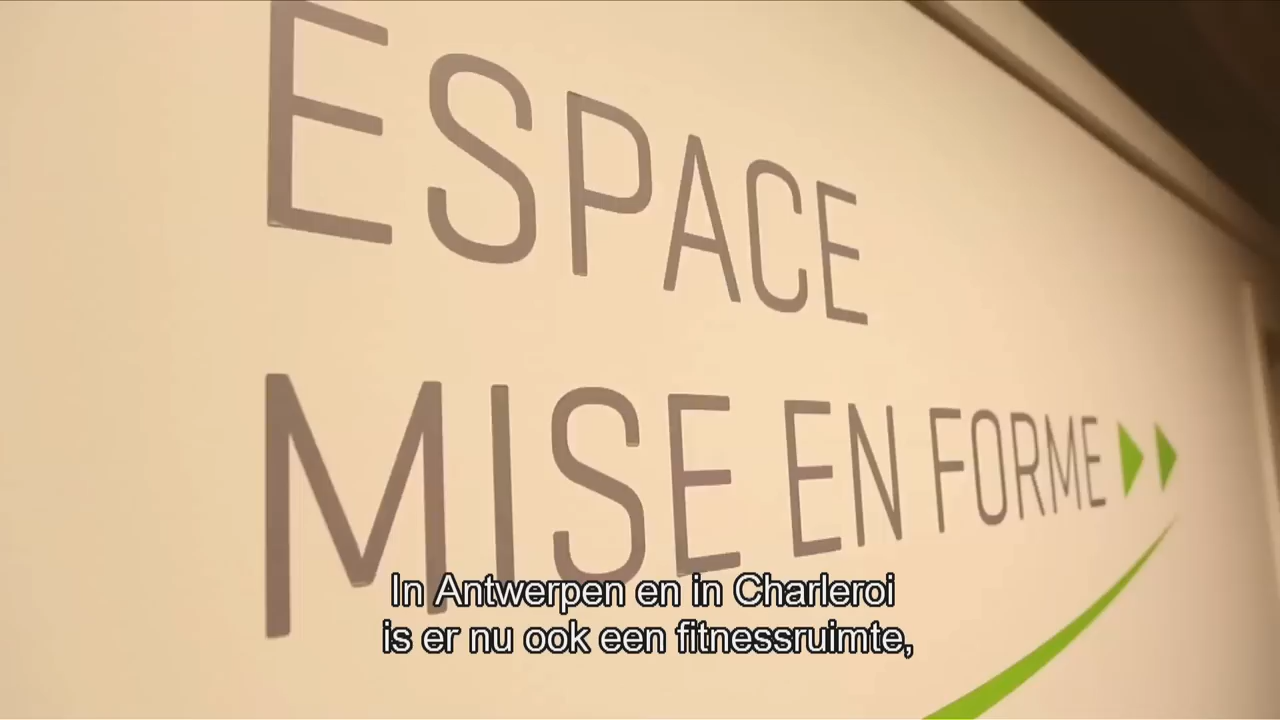 ESPACE
MISE EN FORME
In Antwerpen en in Charleroi
is er nu ook een fitnessruimte,